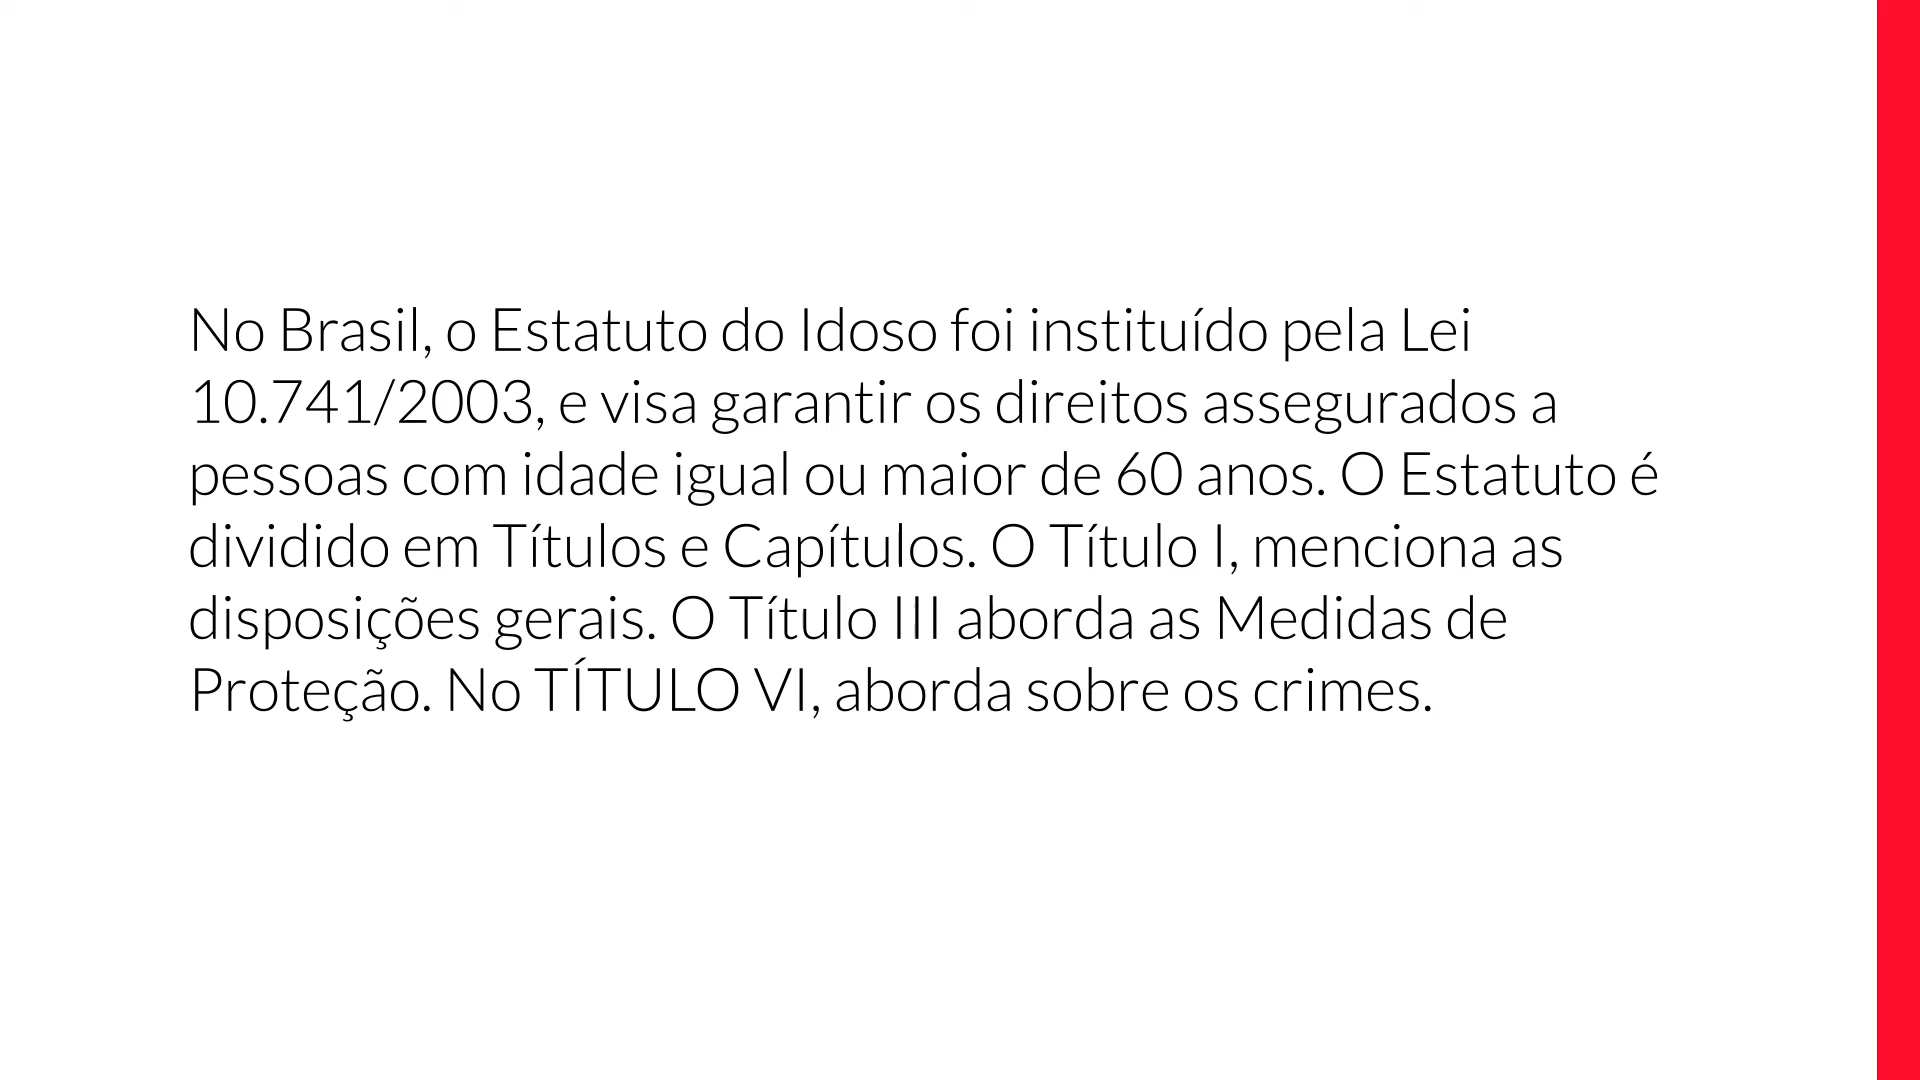 No Brasil, o Estatuto do Idoso foi instituído pela Lei
10.741/2003, e visa garantir os direitos assegurados a
pessoas com idade igual ou maior de 60 anos. O Estatuto é
dividido em Títulos e Capítulos. O Título I, menciona as
disposições gerais. O Título III aborda as Medidas de
Proteção. No TÍTULO VI, aborda sobre os crimes.